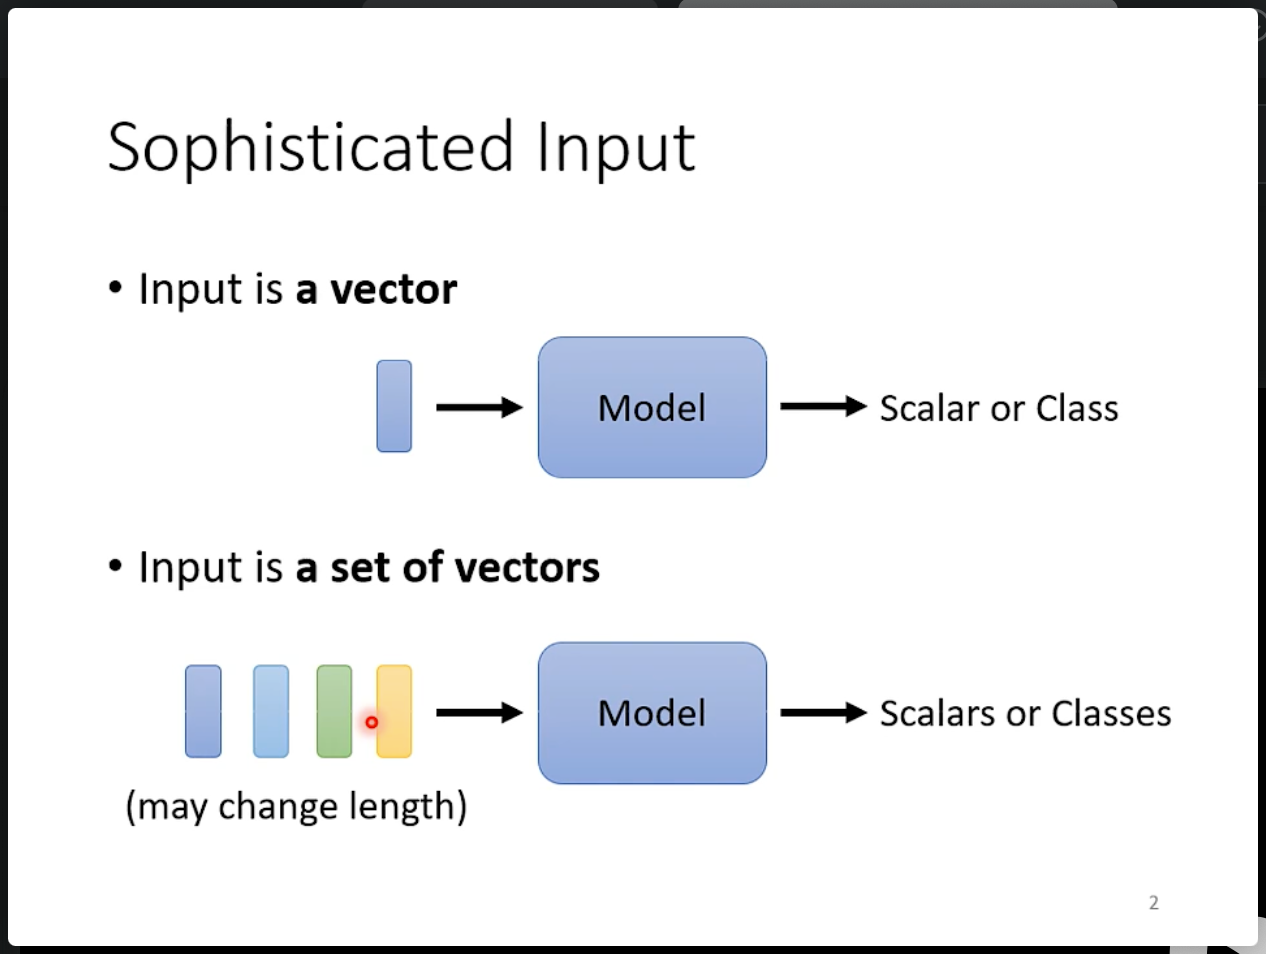 Sophisticated Input
• Input is a vector
Model
Scalar or Class
• Input is a set of vectors
Model
Scalars or Classes
(may change length)
2